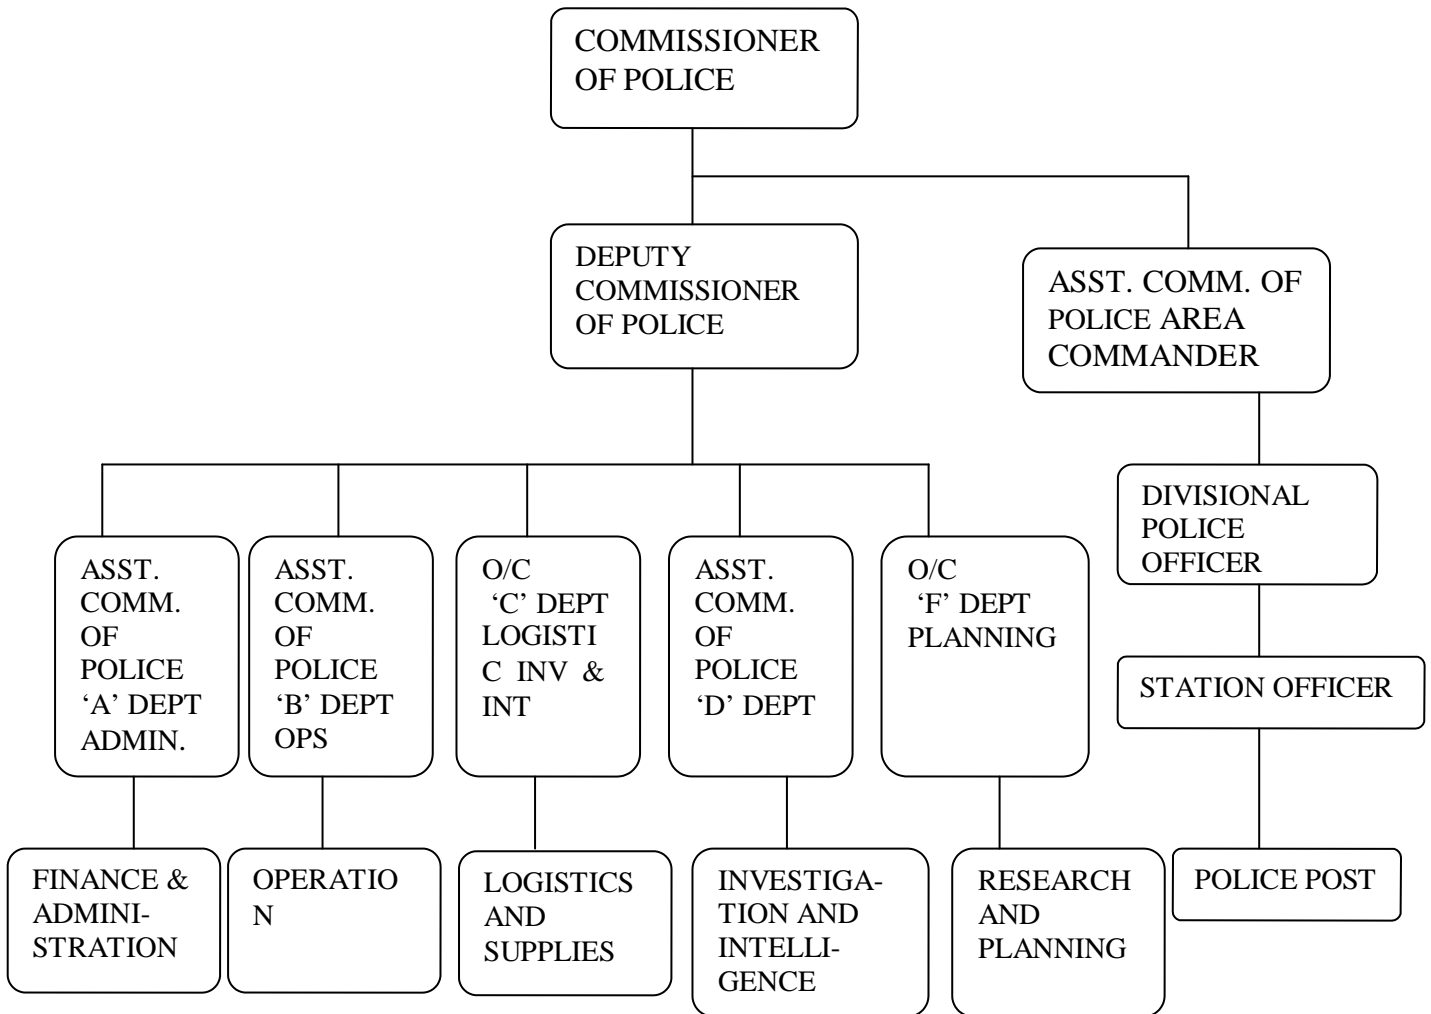 COMMISSIONER
OF POLICE
DEPUTY
COMMISSIONER
OF POLICE
ASST. COMM. OF
POLICE AREA
COMMANDER
DIVISIONAL
POLICE
OFFICER
ASST.
COMM.
OF
POLICE
‘A’ DEPT
ADMIN.
ASST.
COMM.
OF
POLICE
‘B’ DEPT
OPS
O/C
‘C’ DEPT
LOGISTI
C INV &
INT
ASST.
COMM.
OF
POLICE
‘D’ DEPT
O/C
‘F’ DEPT
PLANNING
STATION OFFICER
FINANCE &
ADMINI-
STRATION
OPERATIO
N
LOGISTICS
AND
SUPPLIES
INVESTIGA-
TION AND
INTELLI-
GENCE
RESEARCH
AND
PLANNING
POLICE POST